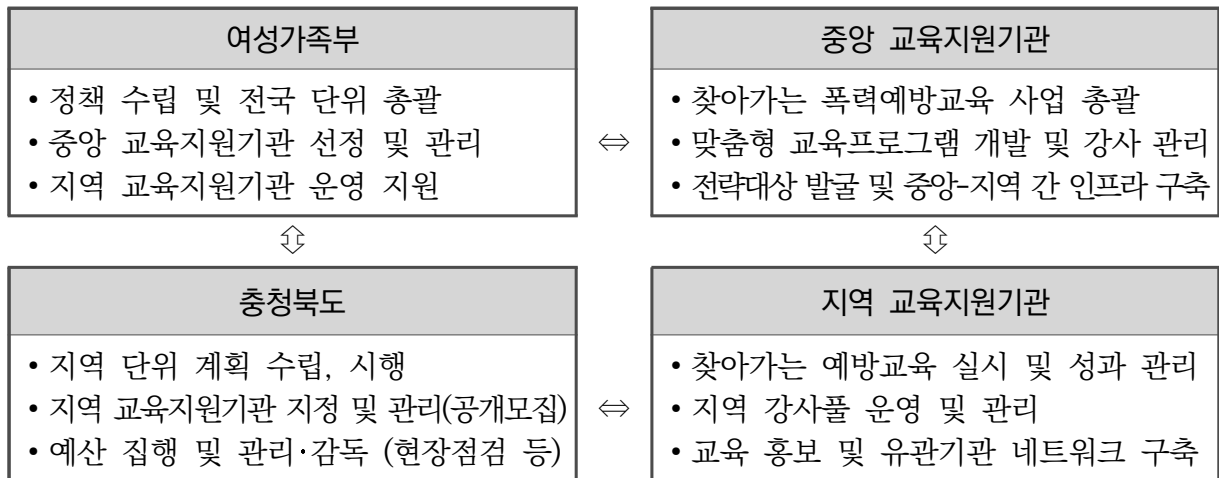 여성가족부
• 정책 수립 및 전국 단위 총괄
• 중앙 교육지원기관 선정 및 관리
• 지역 교육지원기관 운영 지원
⇔
중앙 교육지원기관
• 찾아가는 폭력예방교육 사업 총괄
• 맞춤형 교육프로그램 개발 및 강사 관리
• 전략대상 발굴 및 중앙-지역 간 인프라 구축
⇕
⇕
충청북도
• 지역 단위 계획 수립, 시행
• 지역 교육지원기관 지정 및 관리(공개모집)
• 예산 집행 및 관리·감독 (현장점검 등)
⇔
지역 교육지원기관
• 찾아가는 예방교육 실시 및 성과 관리
• 지역 강사풀 운영 및 관리
• 교육 홍보 및 유관기관 네트워크 구축